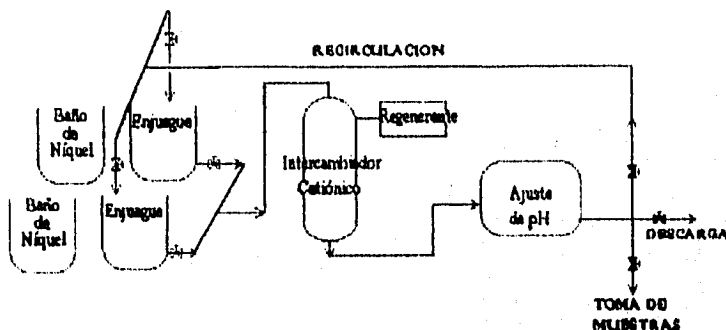 RECIRCULACION
Baño
de
Níquel
Enjuague
Regenerante
Intercambiador
Catiónico
Baño
de
Níquel
Enjuague
Ajuste
de pH
DESCARGA
TOMA DE
MUESTRAS